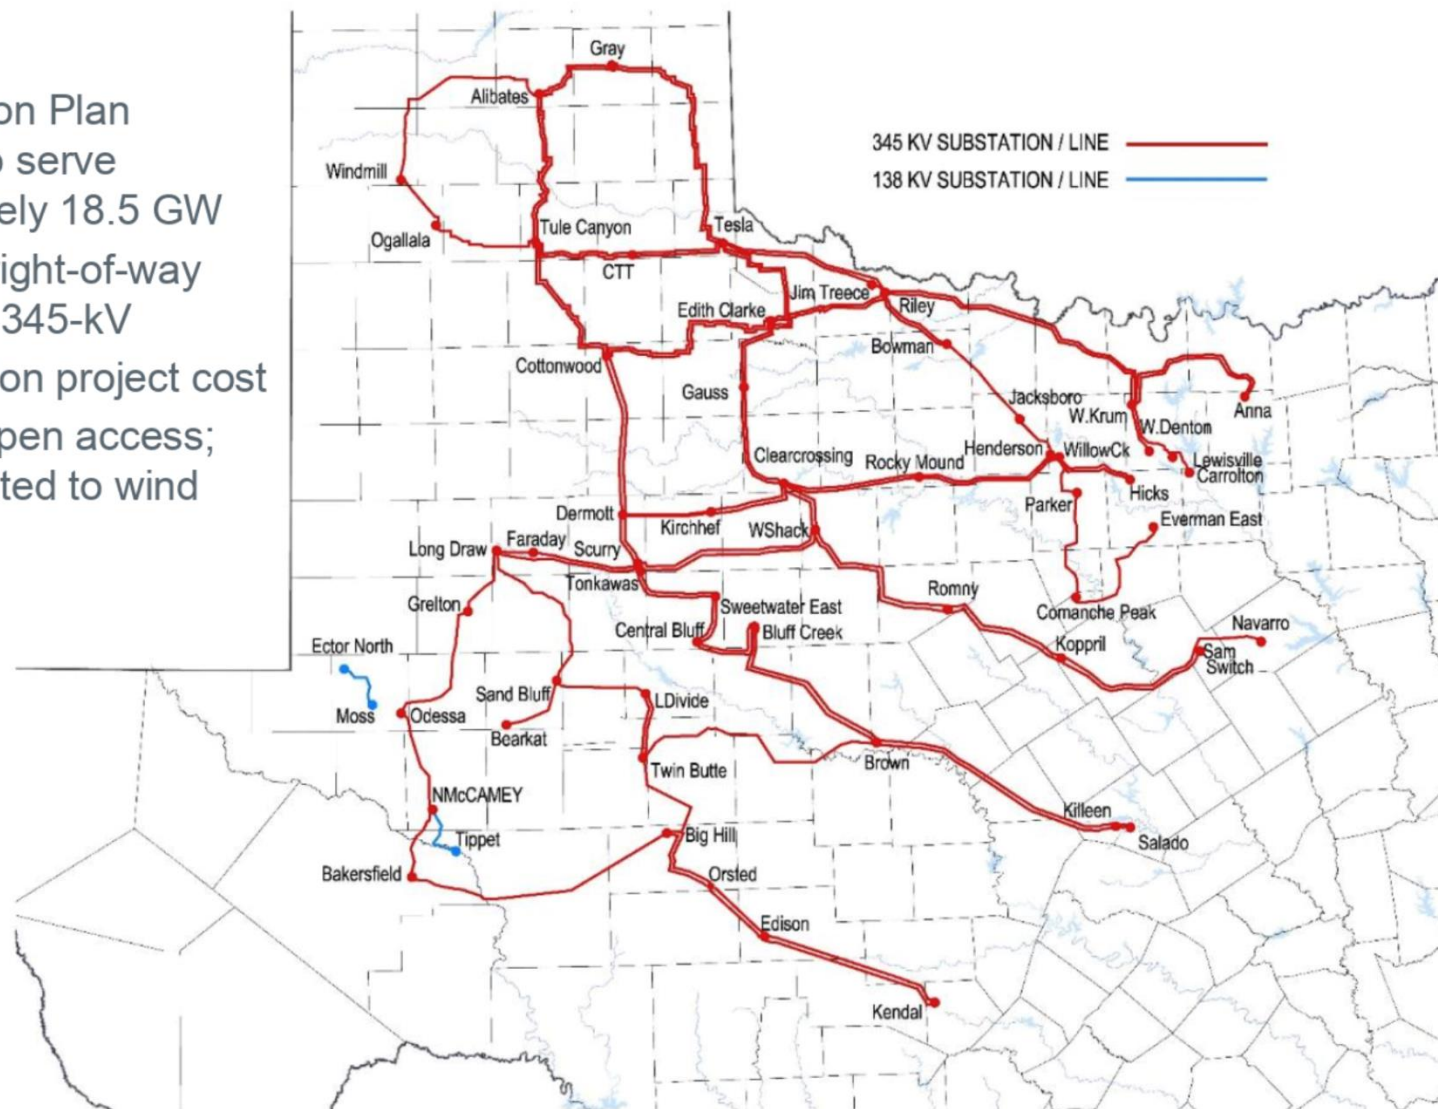 on Plan
o serve
ely 18.5 GW
ight-of-way
345-kV
on project cost
pen access;
ted to wind
345 KV SUBSTATION / LINE
138 KV SUBSTATION / LINE
Gray
Alibates
Windmill
Ogallala
Tule Canyon
Tesla
CTT
Jim Treece
Edith Clarke
Riley
Bowman
Cottonwood
Gauss
Jacksboro
W.Krum
Anna
W.Denton
Henderson
WillowCk
Clearcrossing
Rocky Mound
Lewisville
Carrolton
Hicks
Parker
Everman East
Dermott
Kirchhef
WShack
Long Draw
Faraday
Scurry
Tonkawas
Grelton
Sweetwater East
Romny
Comanche Peak
Central Bluff
Bluff Creek
Navarro
Ector North
Koppril
Sam
Switch
Sand Bluff
LDivide
Moss
Odessa
Bearkat
Twin Butte
Brown
NMcCAMEY
Killeen
Tippet
Big Hill
Salado
Bakersfield
Orsted
Edison
Kendal